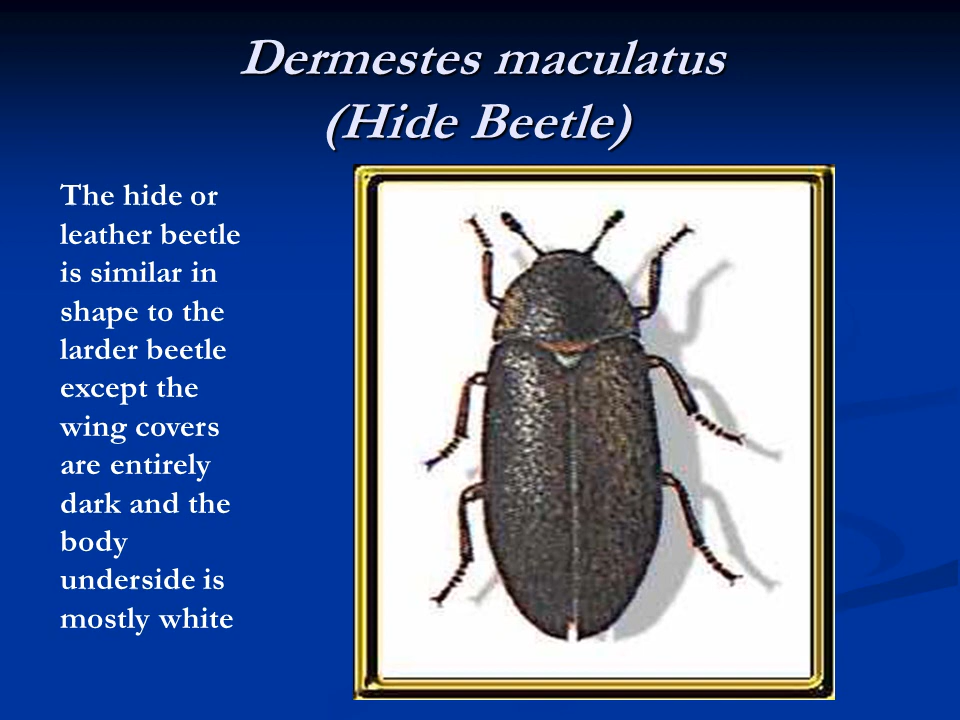 Dermestes maculatus
(Hide Beetle)
The hide or
leather beetle
is similar in
shape to the
larder beetle
except the
wing covers
are entirely
dark and the
body
underside is
mostly white